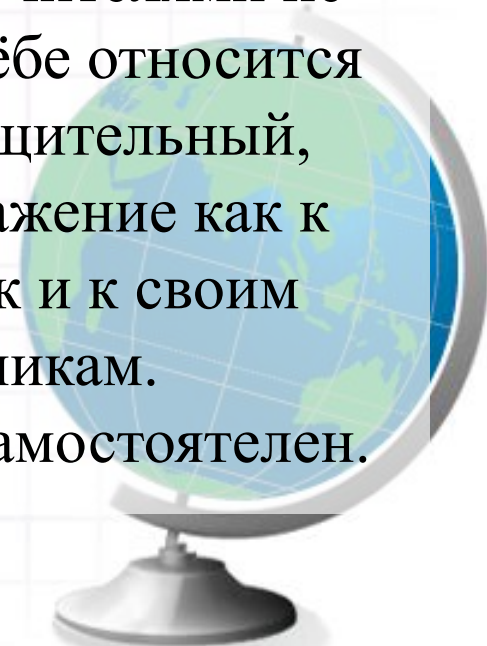 ёбе относится
щительный,
ажение как к
к и к своим
никам.
амостоятелен.